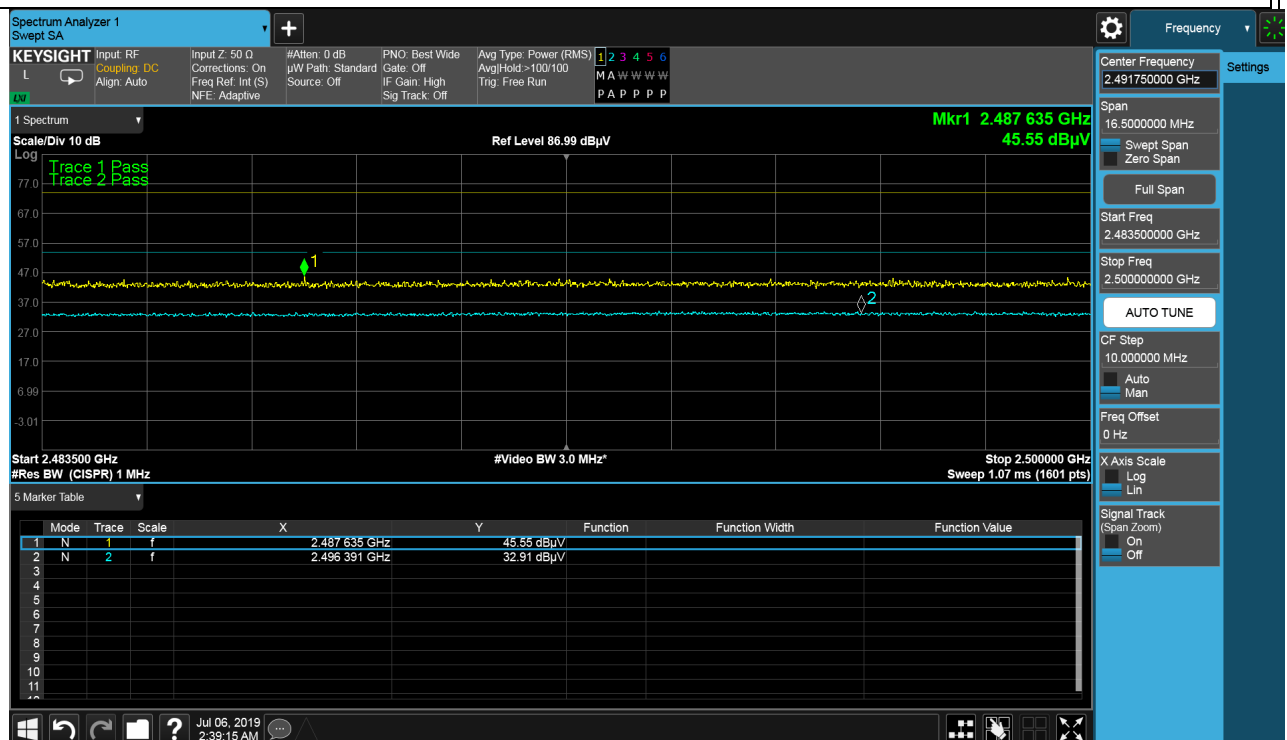 Spectrum Analyzer 1
Swept SA
Frequency
KEYSIGHT
L
LXI
Input: RF
Coupling: DC
Align: Auto
Input Z: 50 Ω
Corrections: On
Freq Ref: Int (S)
NFE: Adaptive
#Atten: 0 dB
µW Path: Standard
Source: Off
PNO: Best Wide
Gate: Off
IF Gain: High
Sig Track: Off
Avg Type: Power (RMS)
Avg|Hold:>100/100
Trig: Free Run
1 2 3 4 5 6
M A W W W W
P A P P P P
1 Spectrum
Scale/Div 10 dB
Log
Ref Level 86.99 dBµV
Mkr1 2.487 635 GHz
45.55 dBµV
Trace 1 Pass
Trace 2 Pass
77.0
67.0
57.0
47.0
37.0
27.0
17.0
6.99
-3.01
1
2
Start 2.483500 GHz
#Res BW (CISPR) 1 MHz
#Video BW 3.0 MHz*
Stop 2.500000 GHz
Sweep 1.07 ms (1601 pts)
5 Marker Table
Mode Trace Scale X Y Function Function Width Function Value
1 N 1 f 2.487 635 GHz 45.55 dBµV
2 N 2 f 2.496 391 GHz 32.91 dBµV
3
4
5
6
7
8
9
10
11
Jul 06, 2019
2:39:15 AM
Center Frequency
2.491750000 GHz
Span
16.5000000 MHz
Swept Span
Zero Span
Full Span
Start Freq
2.483500000 GHz
Stop Freq
2.500000000 GHz
AUTO TUNE
CF Step
10.000000 MHz
Auto
Man
Freq Offset
0 Hz
X Axis Scale
Log
Lin
Signal Track
(Span Zoom)
On
Off
Settings